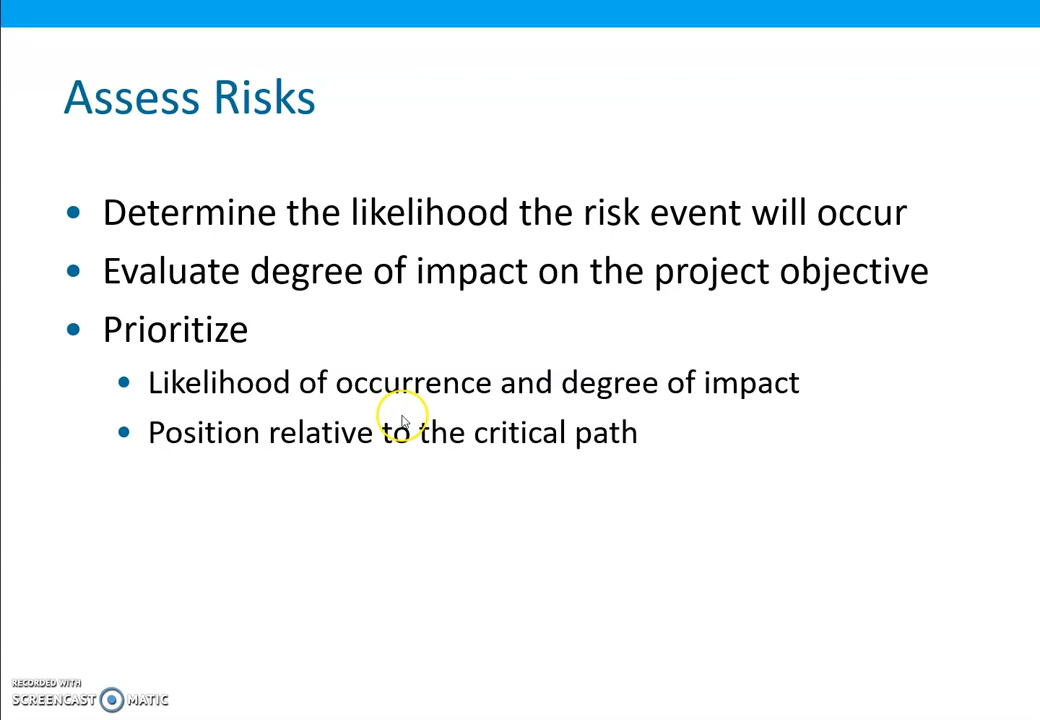 Assess Risks
Determine the likelihood the risk event will occur
Evaluate degree of impact on the project objective
Prioritize
Likelihood of occurrence and degree of impact
Position relative to the critical path
RECORDED WITH
SCREENCAST MATIC